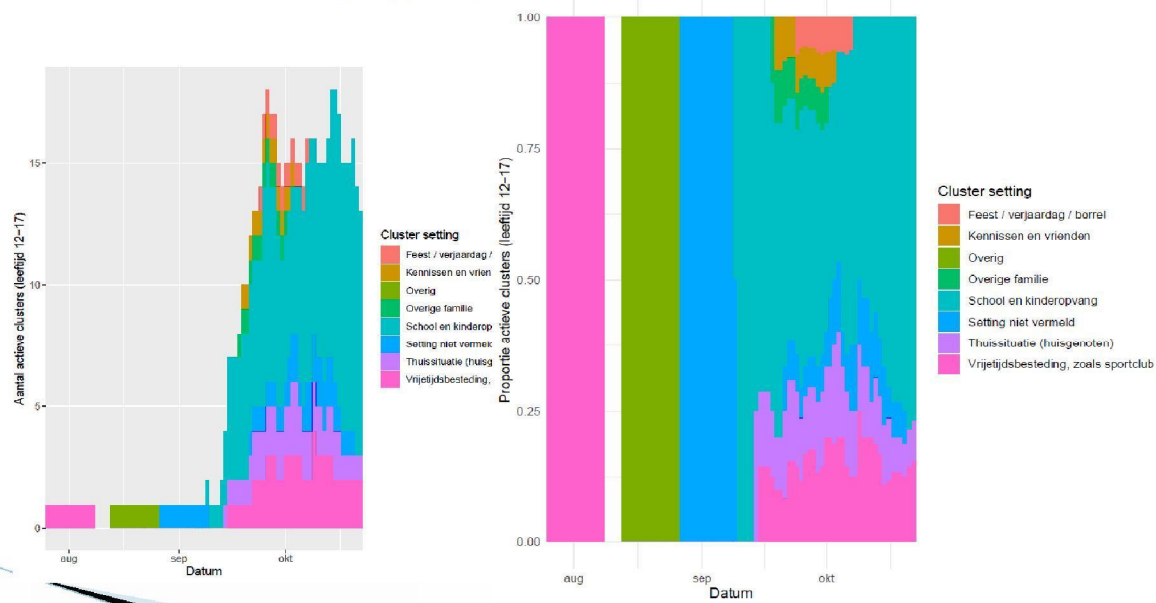 Aantal actieve clusters (leeftijd 12-17)
15
10
5
0
aug sep okt
Datum
Cluster setting
Feest / verjaardag /
Kennissen en vrien
Overig
Overige familie
School en kinderop
Setting niet vermek
Thuissituatie (huisg
Vrijetijdsbesteding,
Proportie actieve clusters (leeftijd 12-17)
1.00
0.75
0.50
0.25
0.00
aug sep okt
Datum
Cluster setting
Feest / verjaardag / borrel
Kennissen en vrienden
Overig
Overige familie
School en kinderopvang
Setting niet vermeld
Thuissituatie (huisgenoten)
Vrijetijdsbesteding, zoals sportclub